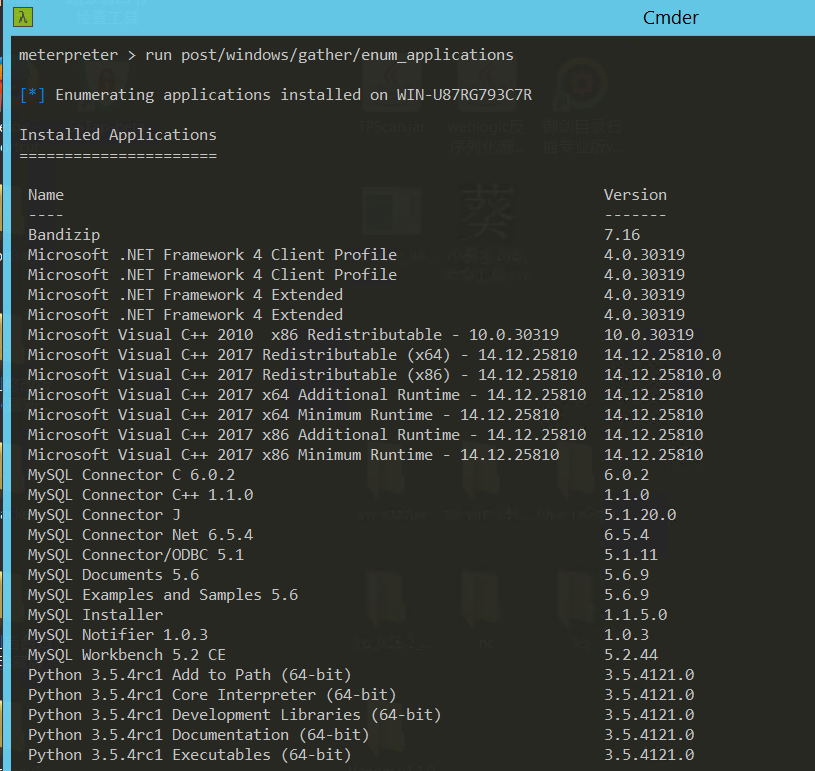 λ Cmder
meterpreter > run post/windows/gather/enum_applications
[*] Enumerating applications installed on WIN-U87RG793C7R
Installed Applications
======================
Name Version
---- -------
Bandizip 7.16
Microsoft .NET Framework 4 Client Profile 4.0.30319
Microsoft .NET Framework 4 Client Profile 4.0.30319
Microsoft .NET Framework 4 Extended 4.0.30319
Microsoft .NET Framework 4 Extended 4.0.30319
Microsoft Visual C++ 2010  x86 Redistributable - 10.0.30319 10.0.30319
Microsoft Visual C++ 2017 Redistributable (x64) - 14.12.25810 14.12.25810.0
Microsoft Visual C++ 2017 Redistributable (x86) - 14.12.25810 14.12.25810.0
Microsoft Visual C++ 2017 x64 Additional Runtime - 14.12.25810 14.12.25810
Microsoft Visual C++ 2017 x64 Minimum Runtime - 14.12.25810 14.12.25810
Microsoft Visual C++ 2017 x86 Additional Runtime - 14.12.25810 14.12.25810
Microsoft Visual C++ 2017 x86 Minimum Runtime - 14.12.25810 14.12.25810
MySQL Connector C 6.0.2 6.0.2
MySQL Connector C++ 1.1.0 1.1.0
MySQL Connector J 5.1.20.0
MySQL Connector Net 6.5.4 6.5.4
MySQL Connector/ODBC 5.1 5.1.11
MySQL Documents 5.6 5.6.9
MySQL Examples and Samples 5.6 5.6.9
MySQL Installer 1.1.5.0
MySQL Notifier 1.0.3 1.0.3
MySQL Workbench 5.2 CE 5.2.44
Python 3.5.4rc1 Add to Path (64-bit) 3.5.4121.0
Python 3.5.4rc1 Core Interpreter (64-bit) 3.5.4121.0
Python 3.5.4rc1 Development Libraries (64-bit) 3.5.4121.0
Python 3.5.4rc1 Documentation (64-bit) 3.5.4121.0
Python 3.5.4rc1 Executables (64-bit) 3.5.4121.0